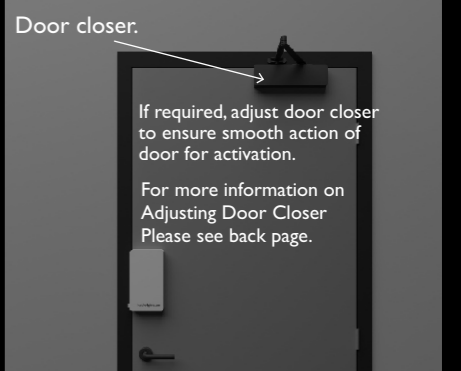 Door closer.
If required, adjust door closer
to ensure smooth action of
door for activation.
For more information on
Adjusting Door Closer
Please see back page.